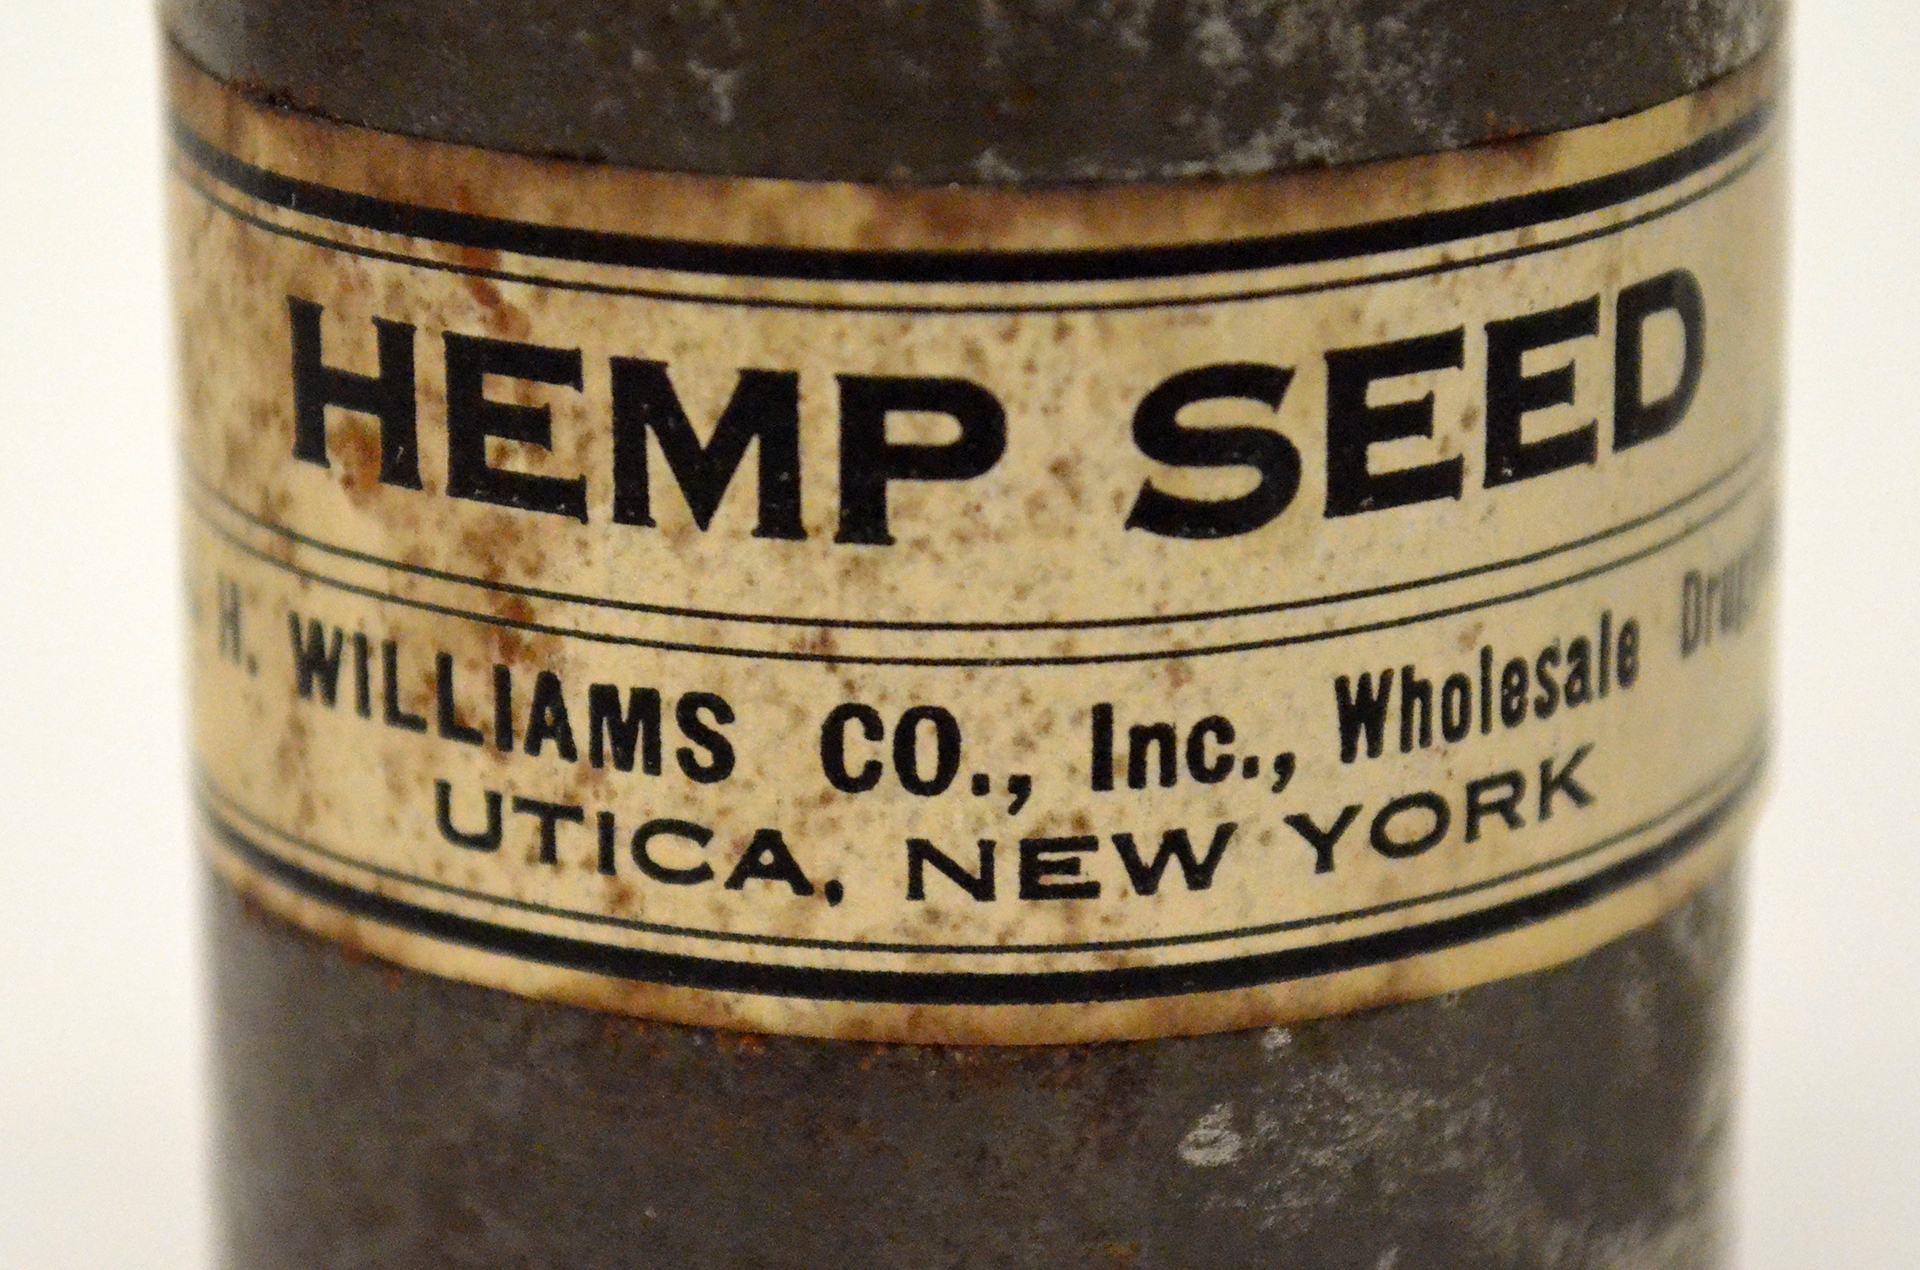 HEMP SEED
H. WILLIAMS CO., Inc., Wholesale
UTICA, NEW YORK